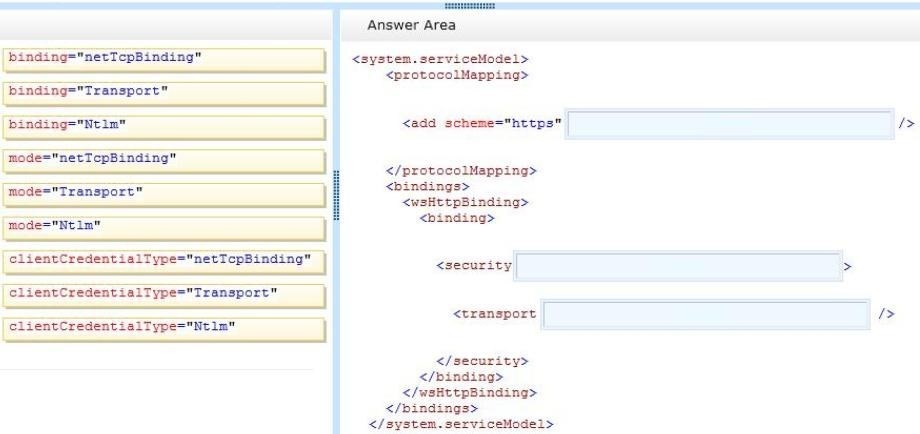 Answer Area
binding="netTcpBinding"
binding="Transport"
binding="Ntlm"
mode="netTcpBinding"
mode="Transport"
mode="Ntlm"
clientCredentialType="netTcpBinding"
clientCredentialType="Transport"
clientCredentialType="Ntlm"
<system.serviceModel>
<protocolMapping>
<add scheme="https" />
</protocolMapping>
<bindings>
<wsHttpBinding>
<binding>
<security >
<transport />
</security>
</binding>
</wsHttpBinding>
</bindings>
</system.serviceModel>